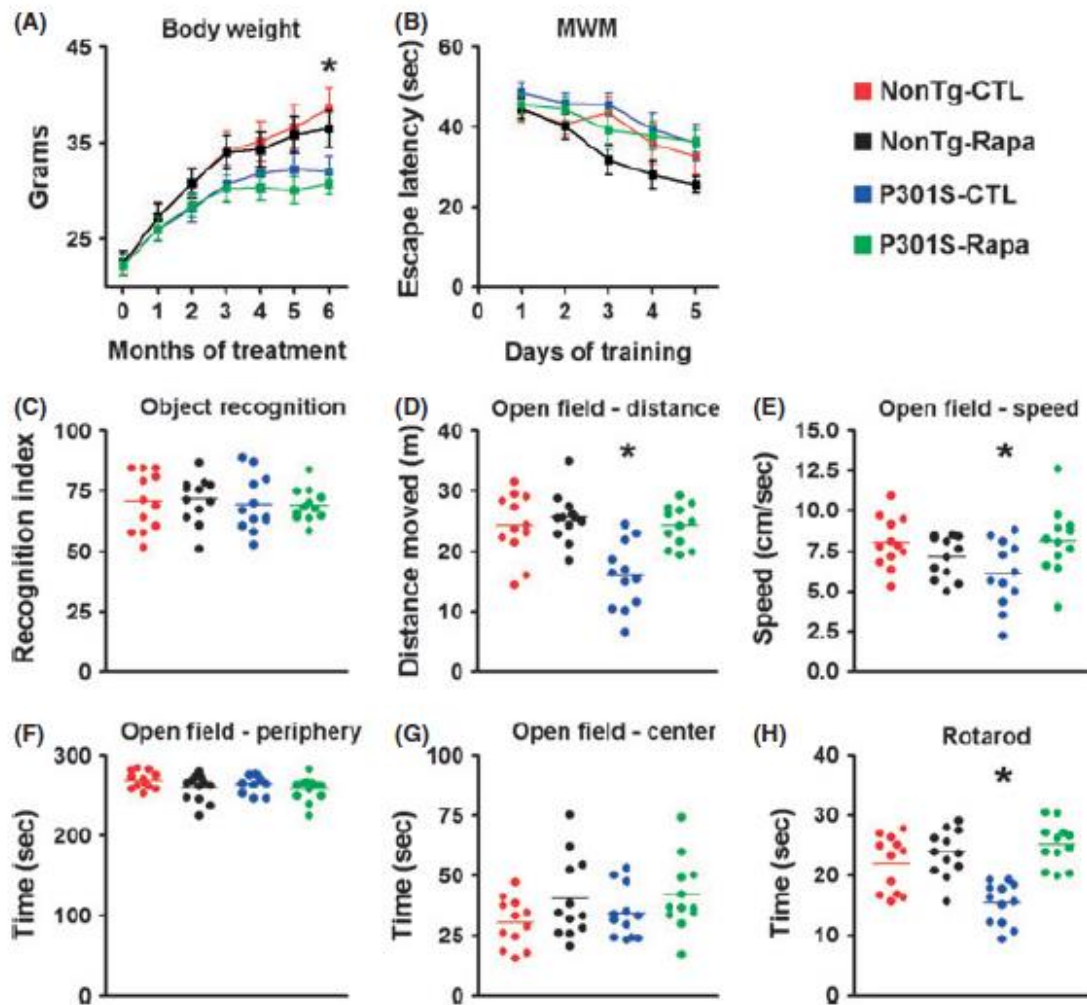 (A) Body weight
*
45
35
25
Grams
0 1 2 3 4 5 6
Months of treatment
(B) MWM
60
40
20
0
Escape latency (sec)
0 1 2 3 4 5
Days of training
NonTg-CTL
NonTg-Rapa
P301S-CTL
P301S-Rapa
(C) Object recognition
100
75
50
25
0
Recognition index
(D) Open field - distance
*
40
30
20
10
0
Distance moved (m)
(E) Open field - speed
*
15.0
12.5
10.0
7.5
5.0
2.5
0.0
Speed (cm/sec)
(F) Open field - periphery
300
200
100
0
Time (sec)
(G) Open field - center
100
75
50
25
0
Time (sec)
(H) Rotarod
*
40
30
20
10
0
Time (sec)